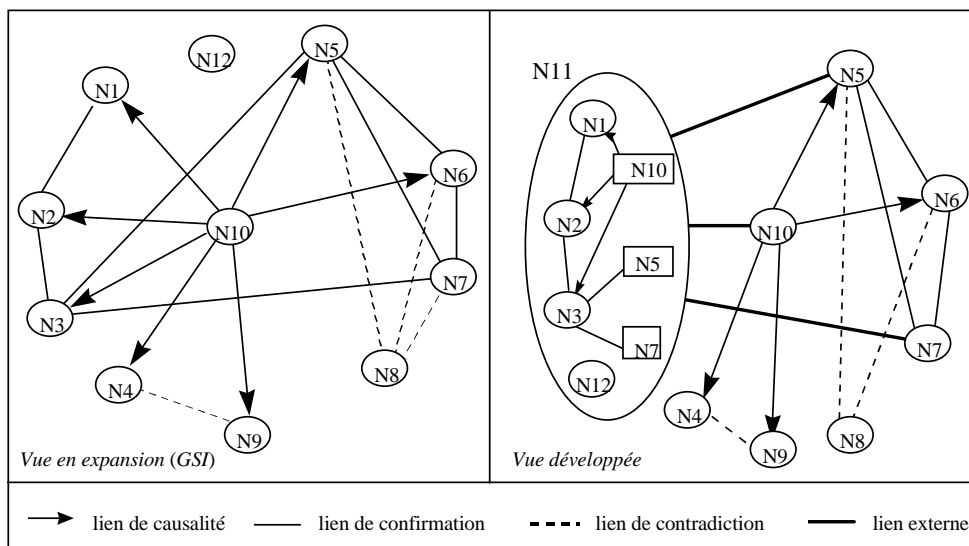 N5
N12
N1
N6
N2
N10
N7
N3
N8
N4
N9
Vue en expansion (GSI)
N11
N5
N1
N10
N6
N2
N10
N5
N3
N7
N7
N12
N4
N8
N9
Vue développée
lien de causalité
lien de confirmation
lien de contradiction
lien externe